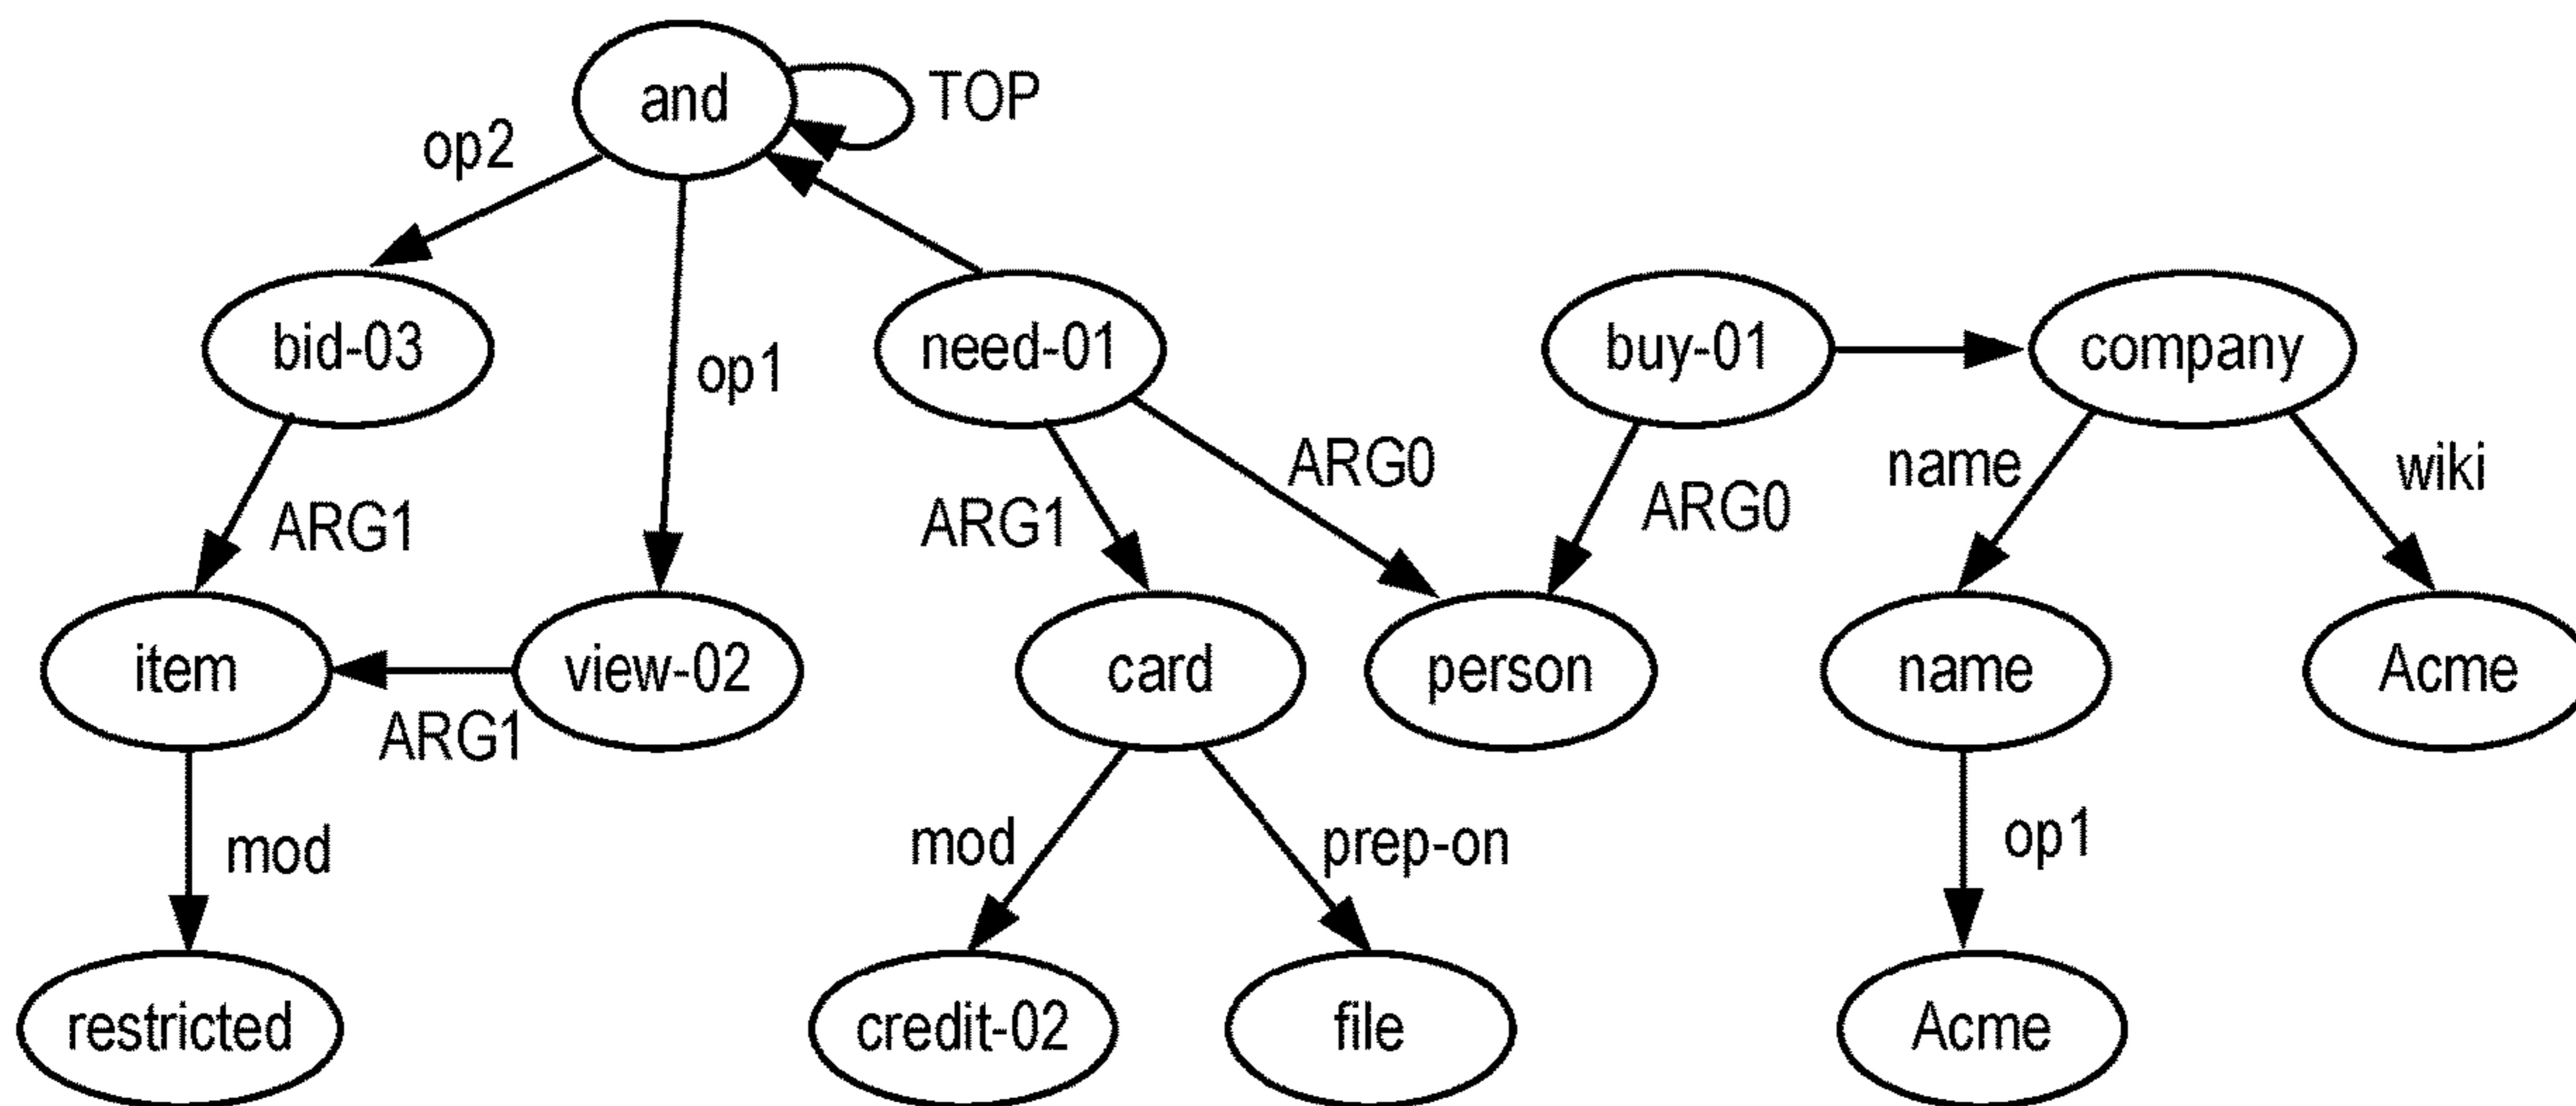 and
TOP
op2
bid-03
op1
need-01
buy-01
company
ARG1
ARG1
ARG0
ARG0
name
wiki
item
ARG1
view-02
card
person
name
Acme
mod
mod
prep-on
op1
restricted
credit-02
file
Acme